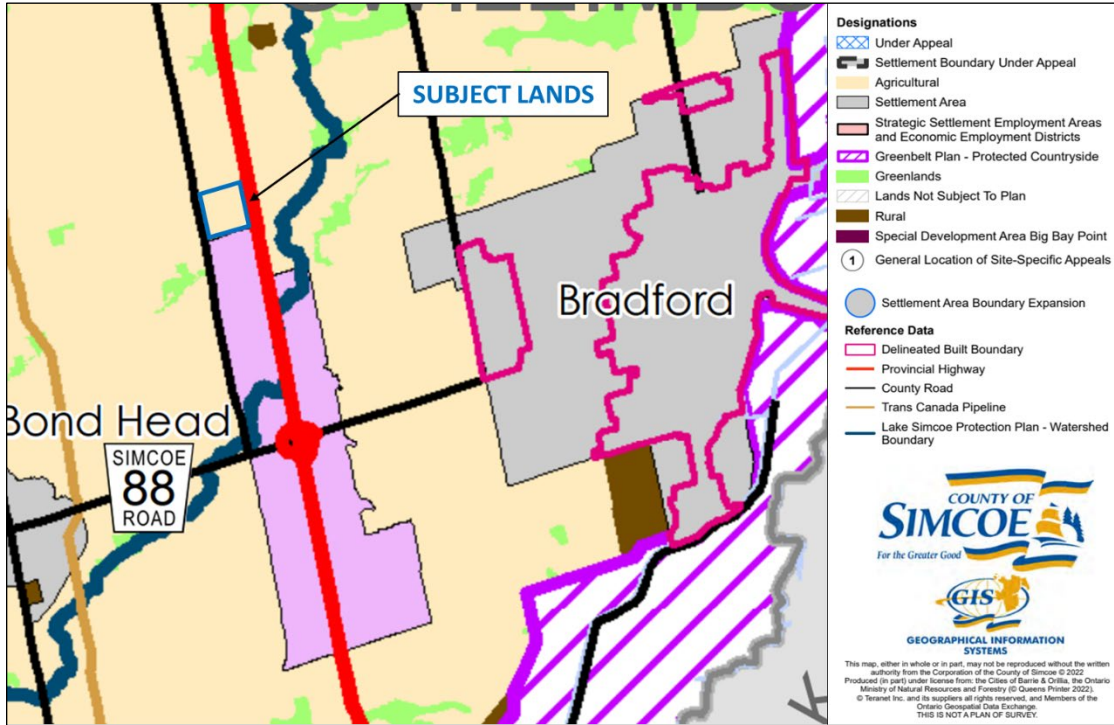 SUBJECT LANDS
Bradford
Bond Head
SIMCOE
88
ROAD
Designations
Under Appeal
Settlement Boundary Under Appeal
Agricultural
Settlement Area
Strategic Settlement Employment Areas
and Economic Employment Districts
Greenbelt Plan - Protected Countryside
Greenlands
Lands Not Subject To Plan
Rural
Special Development Area Big Bay Point
1 General Location of Site-Specific Appeals
Settlement Area Boundary Expansion
Reference Data
Delineated Built Boundary
Provincial Highway
County Road
Trans Canada Pipeline
Lake Simcoe Protection Plan - Watershed
Boundary
COUNTY OF
SIMCOE
For the Greater Good
GIS
GEOGRAPHICAL INFORMATION
SYSTEMS
This map, either in whole or in part, may not be reproduced without the written
authority from the Corporation of the County of Simcoe © 2022
Produced (in part) under license from: the Cities of Barrie & Orillia, the Ontario
Ministry of Natural Resources and Forestry (© Queens Printer 2022).
© Teranet Inc. and its suppliers all rights reserved, and Members of the
Ontario Geospatial Data Exchange.
THIS IS NOT A PLAN OF SURVEY.